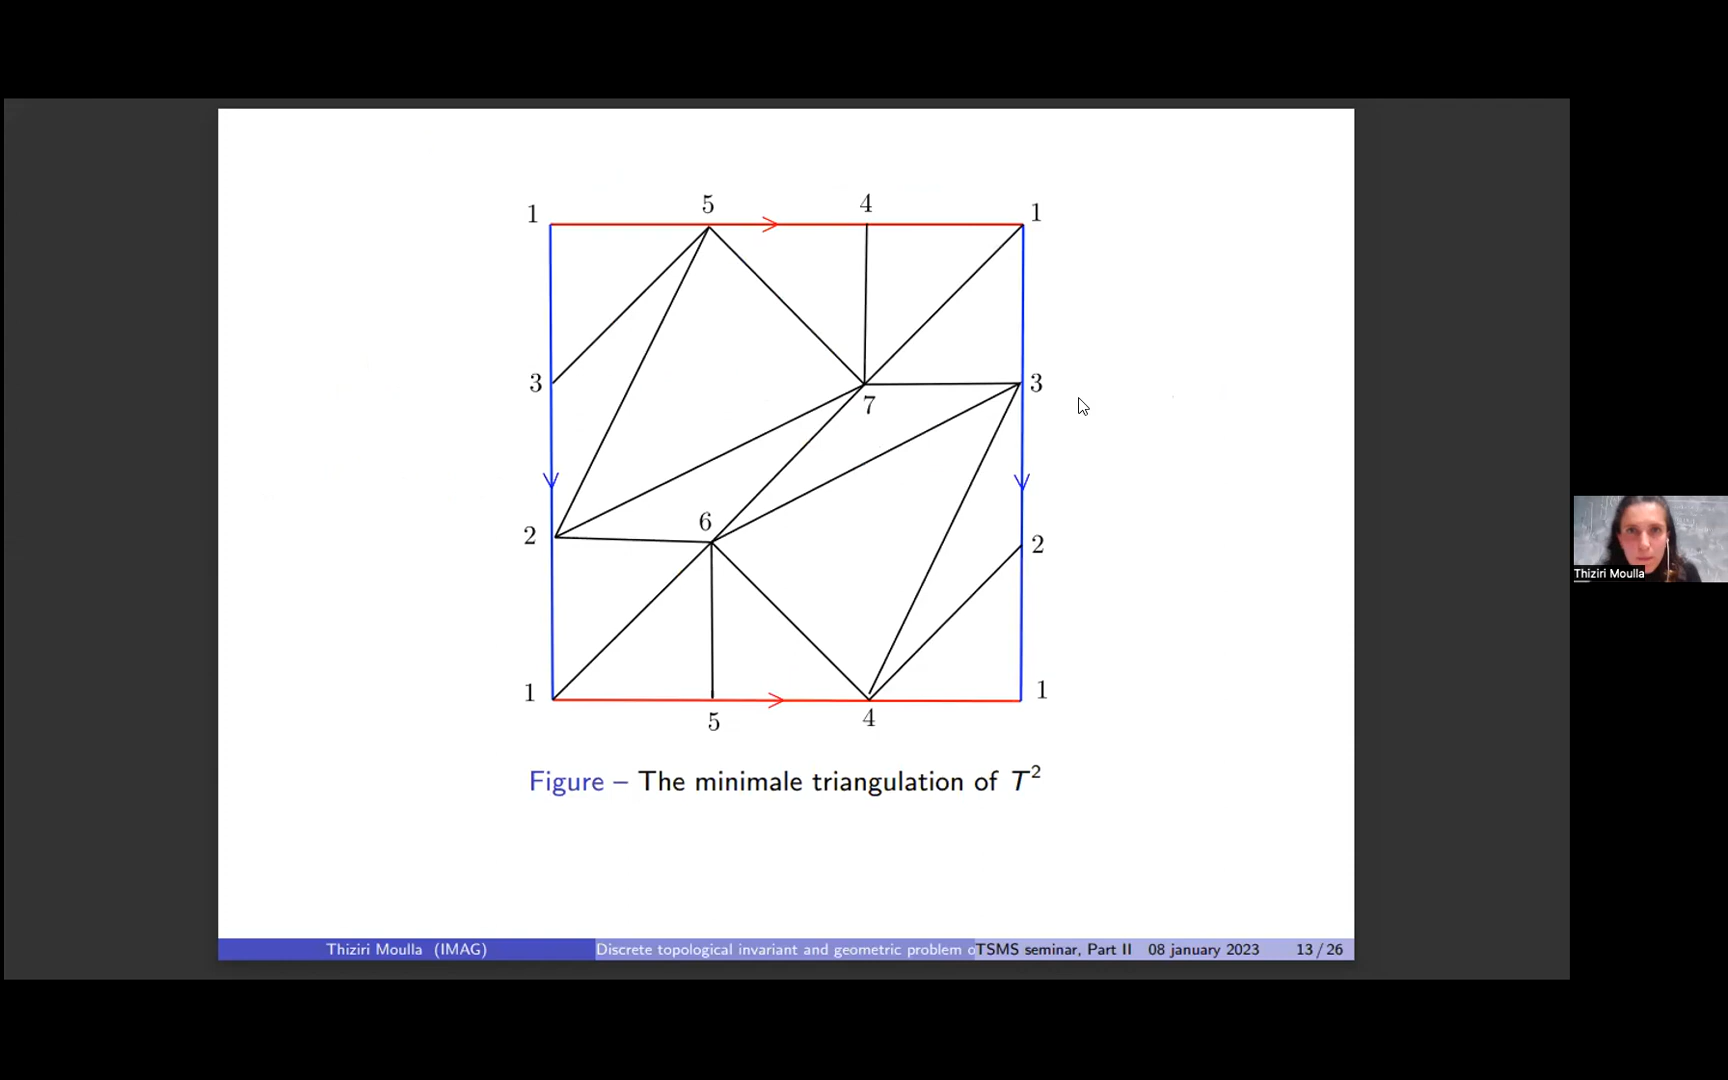 1 5 4 1
3 7 3
2 6 2
1 5 4 1
Figure – The minimale triangulation of T²
Thiziri Moulla
Thiziri Moulla (IMAG) Discrete topological invariant and geometric problem o TSMS seminar, Part II 08 january 2023 13 / 26